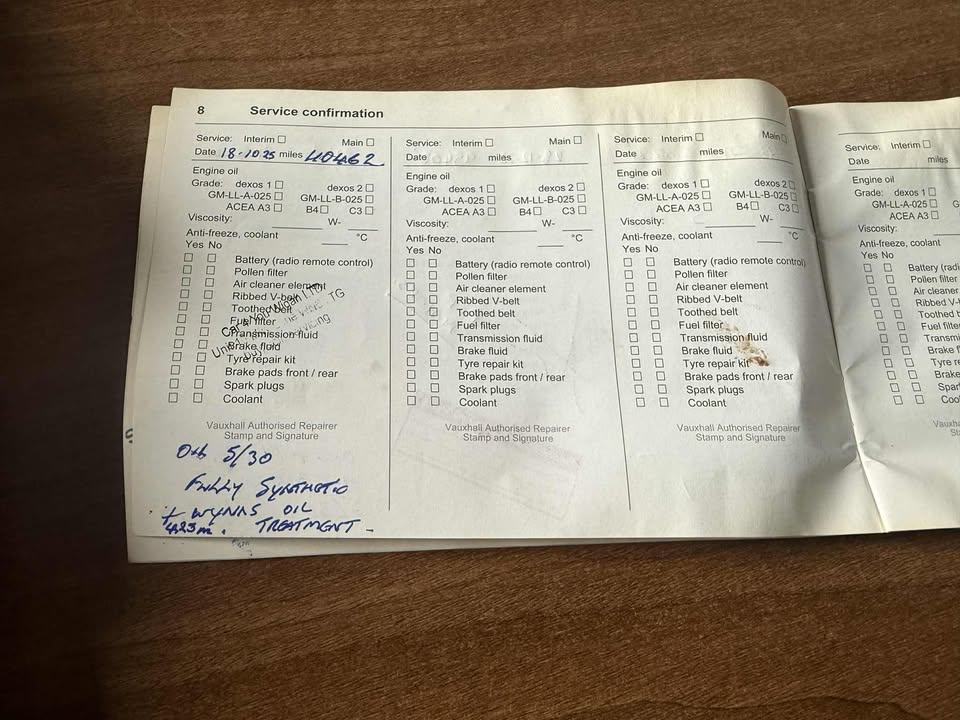 8 Service confirmation
Service: Interim Main
Date 18-10 25 miles 40462
Engine oil
Grade: dexos 1 dexos 2
GM-LL-A-025 GM-LL-B-025
ACEA A3 B4 C3
Viscosity: W-
Anti-freeze, coolant °C
Yes No
Battery (radio remote control)
Pollen filter
Air cleaner element
Ribbed V-belt
Toothed belt
Fuel filter
Transmission fluid
Brake fluid
Tyre repair kit
Brake pads front / rear
Spark plugs
Coolant
Vauxhall Authorised Repairer
Stamp and Signature
5/30
Fully Synthetic
+ Wynns Oil
Treatment
Service: Interim Main
Date miles
Engine oil
Grade: dexos 1 dexos 2
GM-LL-A-025 GM-LL-B-025
ACEA A3 B4 C3
Viscosity: W-
Anti-freeze, coolant °C
Yes No
Battery (radio remote control)
Pollen filter
Air cleaner element
Ribbed V-belt
Toothed belt
Fuel filter
Transmission fluid
Brake fluid
Tyre repair kit
Brake pads front / rear
Spark plugs
Coolant
Vauxhall Authorised Repairer
Stamp and Signature
Service: Interim Main
Date miles
Engine oil
Grade: dexos 1 dexos 2
GM-LL-A-025 GM-LL-B-025
ACEA A3 B4 C3
Viscosity: W-
Anti-freeze, coolant °C
Yes No
Battery (radio remote control)
Pollen filter
Air cleaner element
Ribbed V-belt
Toothed belt
Fuel filter
Transmission fluid
Brake fluid
Tyre repair kit
Brake pads front / rear
Spark plugs
Coolant
Vauxhall Authorised Repairer
Stamp and Signature
Service: Interim
Date miles
Engine oil
Grade: dexos 1
GM-LL-A-025
ACEA A3
Viscosity:
Anti-freeze, coolant
Yes No
Battery
Pollen filter
Air cleaner
Ribbed V-
Toothed
Fuel
Brake
Tyre
Brake